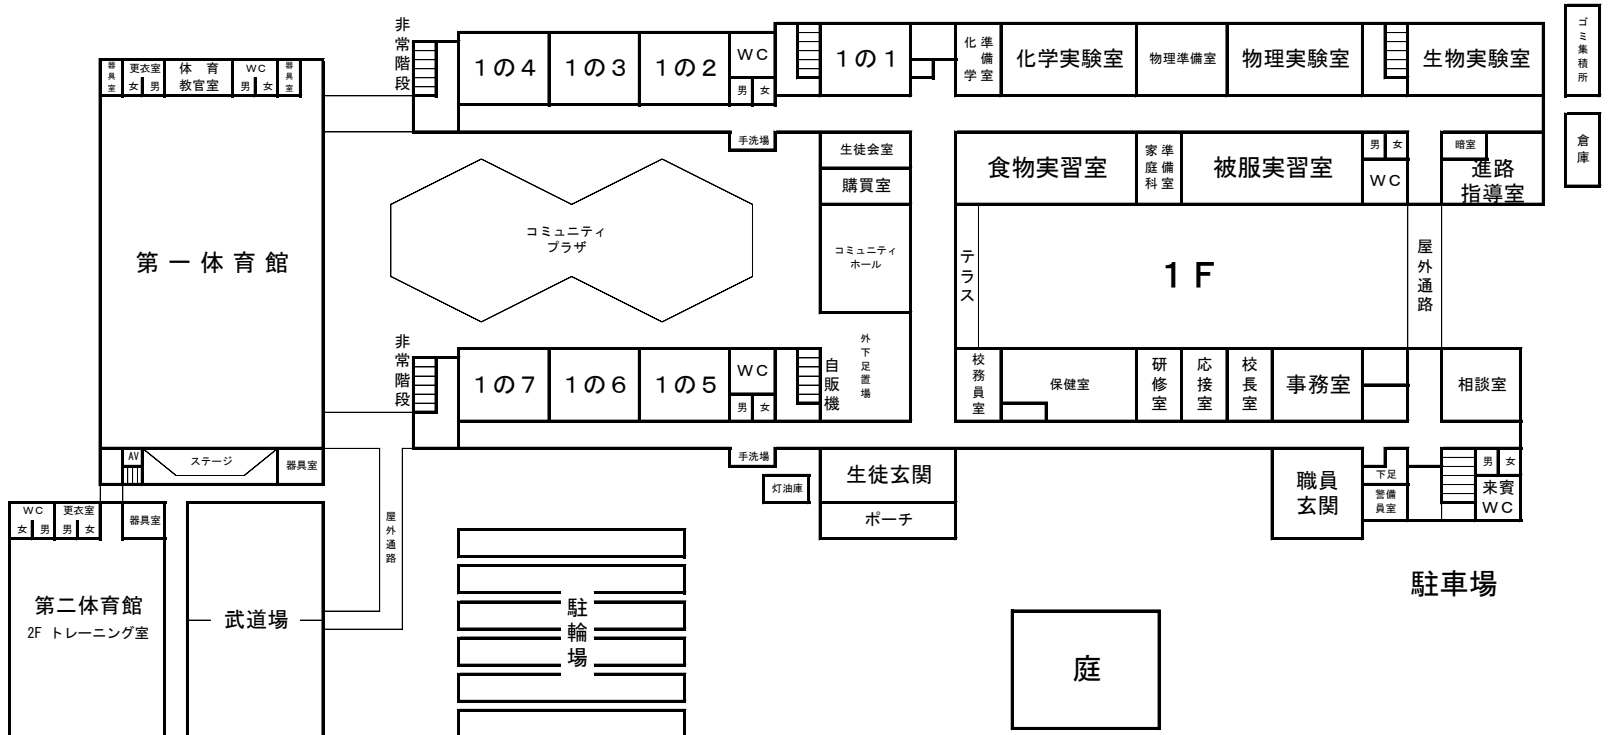 非常階段
1の4
1の3
1の2
WC
男 女
1の1
化学準備室
化学実験室
物理準備室
物理実験室
生物実験室
ゴミ集積所
器具室
更衣室
女 男
体 育
教官室
WC
男 女
器具室
手洗場
生徒会室
購買室
食物実習室
家庭科準備室
被服実習室
男 女
WC
暗室
進路
指導室
倉庫
第一体育館
コミュニティ
プラザ
コミュニティ
ホール
テラス
1F
屋外通路
非常階段
1の7
1の6
1の5
WC
男 女
自販機
外下足置場
校務員室
保健室
研修室
応接室
校長室
事務室
相談室
AV
ステージ
器具室
手洗場
灯油庫
生徒玄関
ポーチ
職員
玄関
下足
警備
員室
男 女
来賓
WC
WC
女 男
更衣室
男 女
器具室
屋外通路
第二体育館
2F トレーニング室
武道場
駐輪場
駐車場
庭